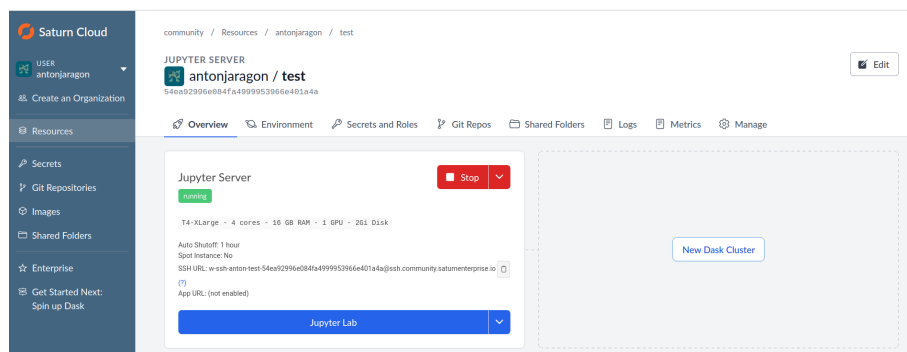 Saturn Cloud
USER
antonjaragon
Create an Organization
Resources
Secrets
Git Repositories
Images
Shared Folders
Enterprise
Get Started Next:
Spin up Dask
community / Resources / antonjaragon / test
JUPYTER SERVER
antonjaragon / test
54ea92996e084fa4999953966e401a4a
Edit
Overview Environment Secrets and Roles Git Repos Shared Folders Logs Metrics Manage
Jupyter Server
Stop
running
T4-XLarge - 4 cores - 16 GB RAM - 1 GPU - 2Gi Disk
Auto Shutoff: 1 hour
Spot Instance: No
SSH URL: w-ssh-anton-test-54ea92996e084fa4999953966e401a4a@ssh.community.saturnenterprise.io
(?)
App URL: (not enabled)
Jupyter Lab
New Dask Cluster